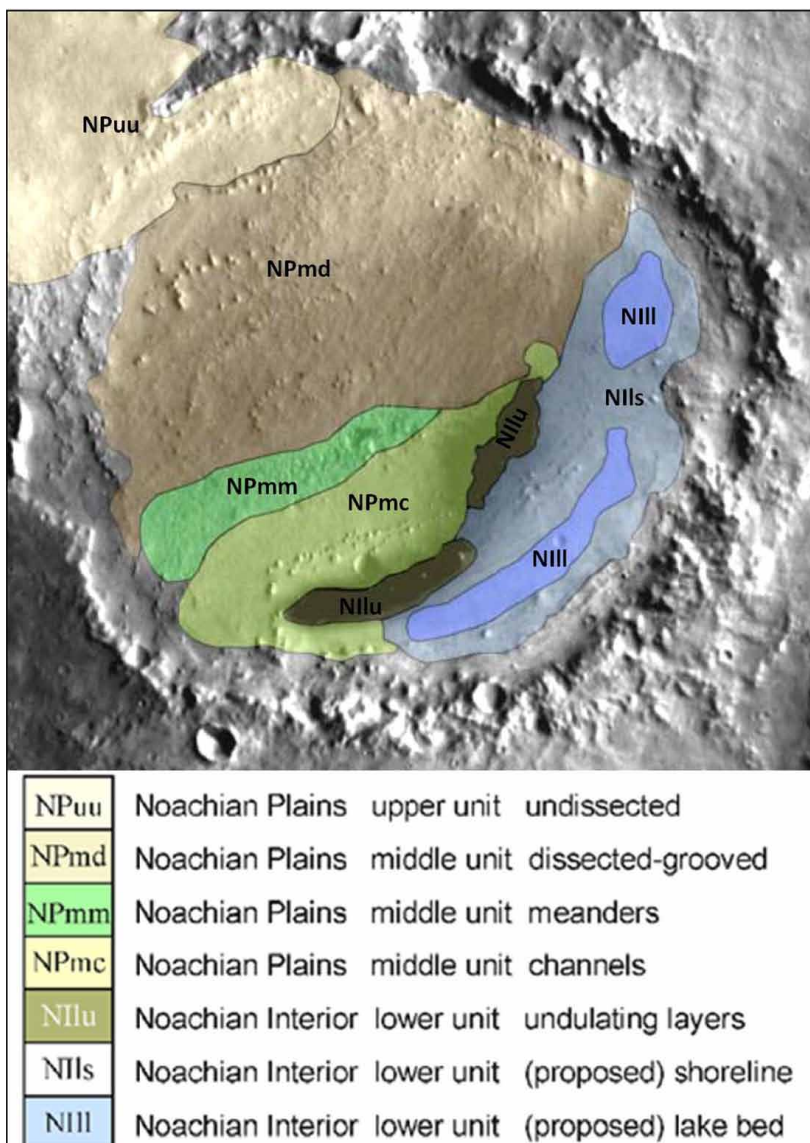 NPuu
NPmd
NIll
NIls
NIlu
NPmm
NPmc
NIll
NIlu
NPuu Noachian Plains upper unit undissected
NPmd Noachian Plains middle unit dissected-grooved
NPmm Noachian Plains middle unit meanders
NPmc Noachian Plains middle unit channels
NIlu Noachian Interior lower unit undulating layers
NIls Noachian Interior lower unit (proposed) shoreline
NIll Noachian Interior lower unit (proposed) lake bed